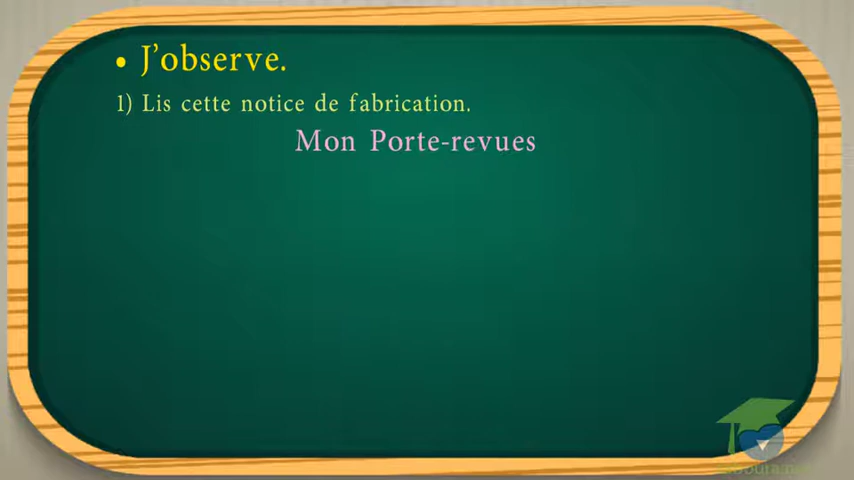 • J’observe.
1) Lis cette notice de fabrication.
Mon Porte-revues